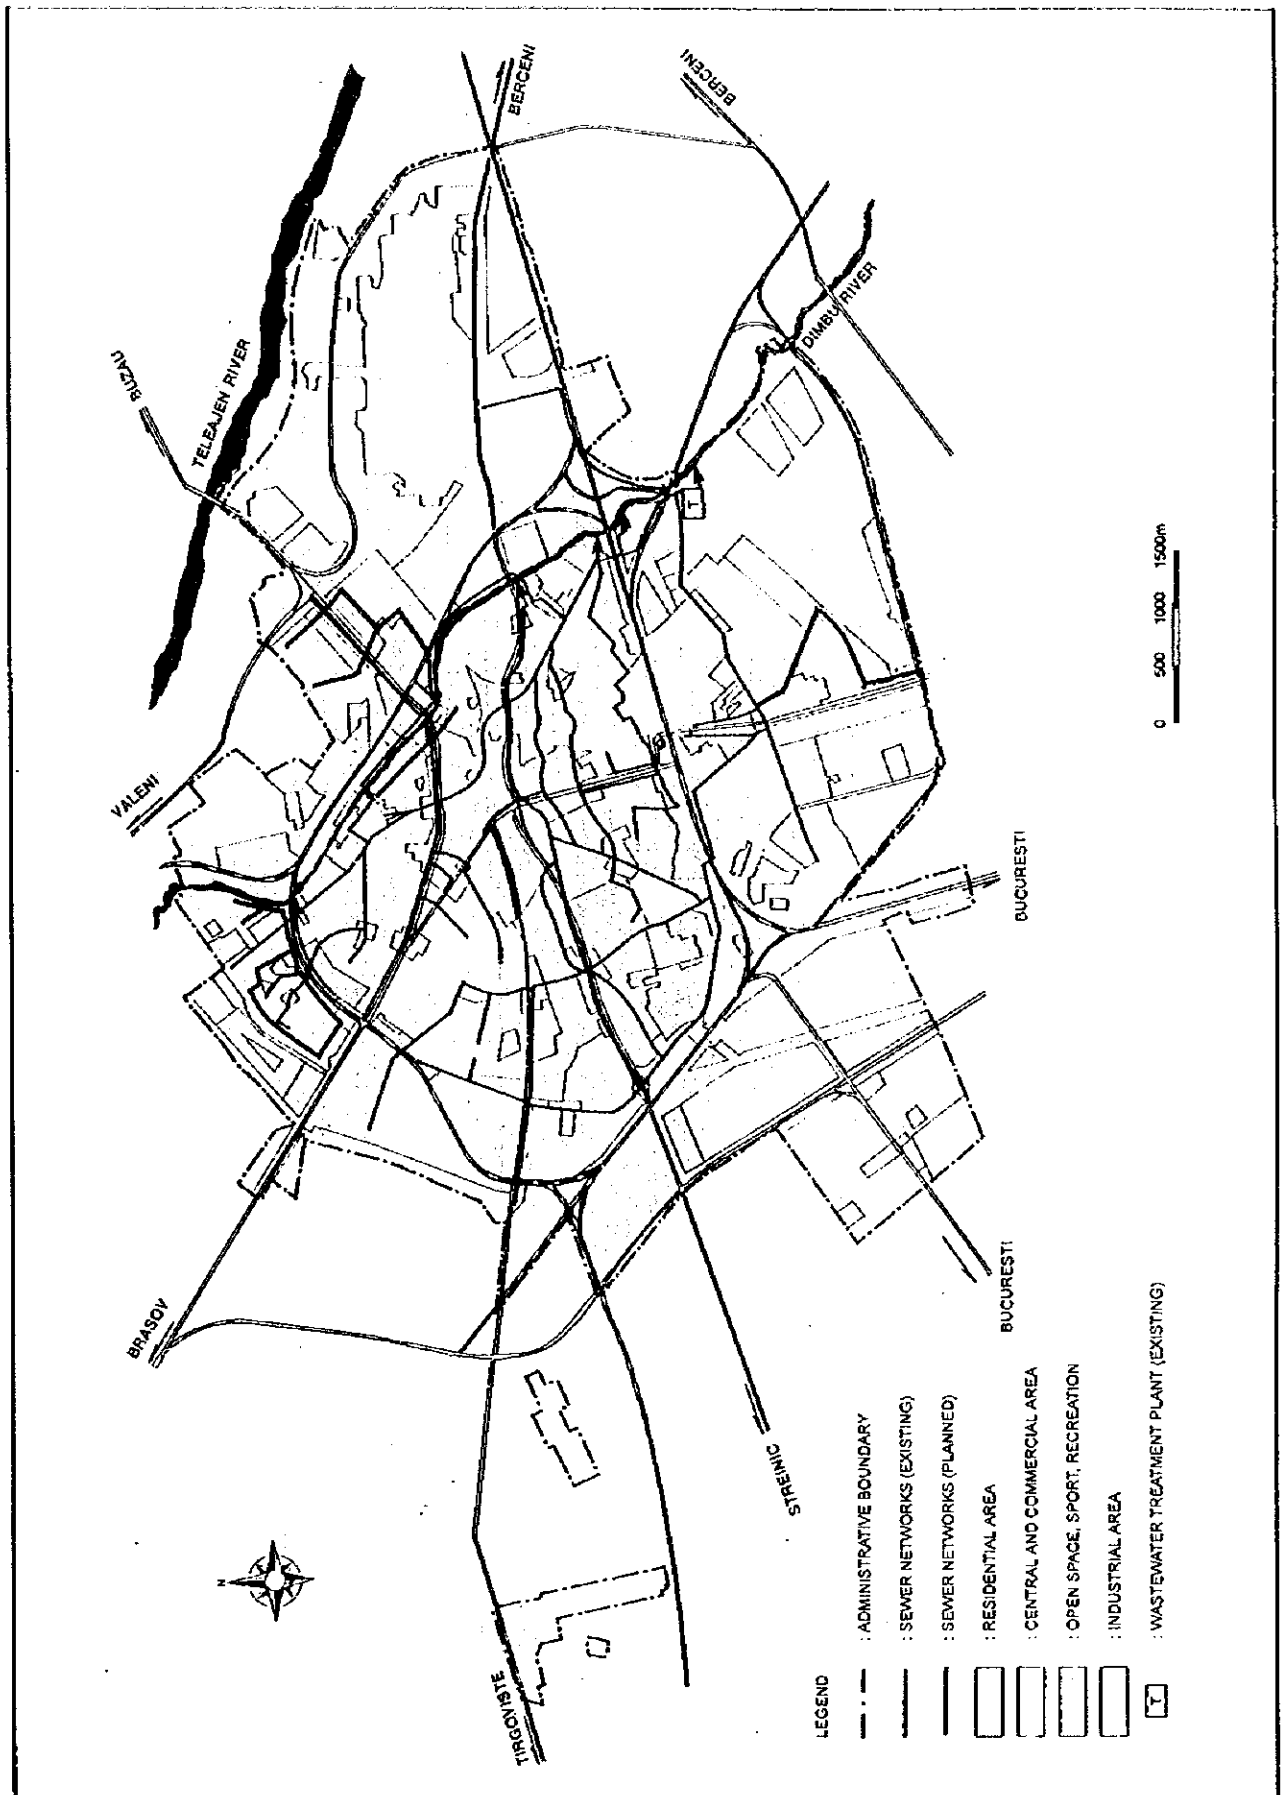 BERCENI
BERCENI
TELEAJEN RIVER
BUZAU
DIMBU RIVER
T
T
VALENI
BRASOV
BUCURESTI
BUCURESTI
STREJNIC
TIRGOVISTE
N
0 500 1000 1500m
LEGEND
: ADMINISTRATIVE BOUNDARY
: SEWER NETWORKS (EXISTING)
: SEWER NETWORKS (PLANNED)
: RESIDENTIAL AREA
: CENTRAL AND COMMERCIAL AREA
: OPEN SPACE, SPORT, RECREATION
: INDUSTRIAL AREA
T : WASTEWATER TREATMENT PLANT (EXISTING)